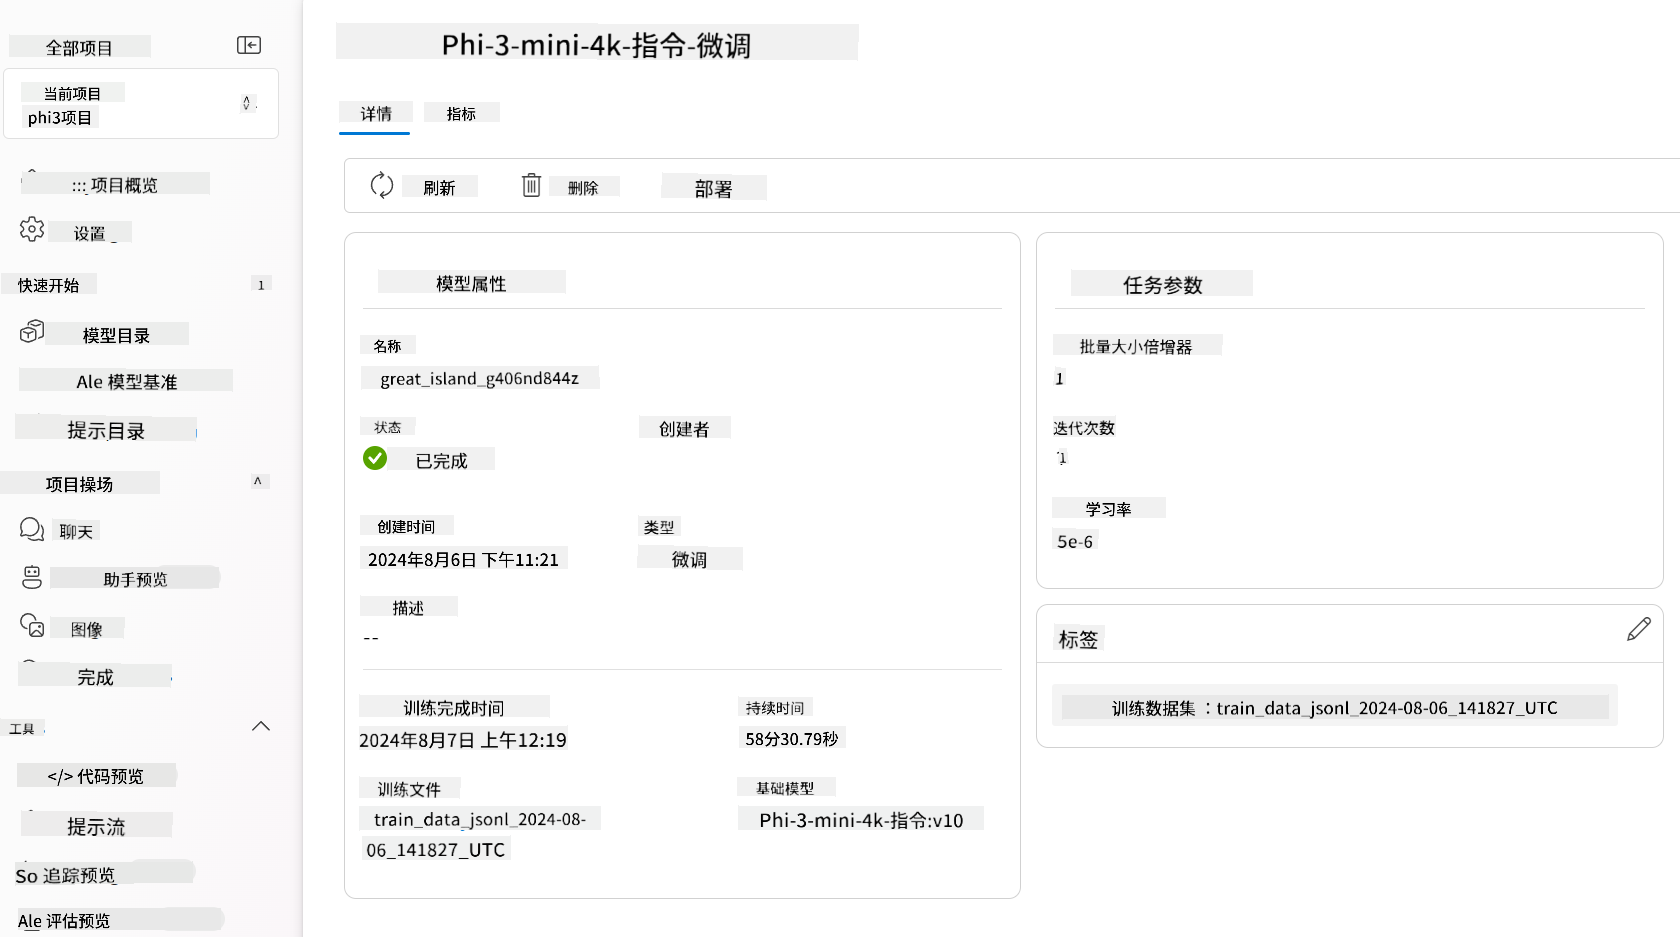 全部项目
当前项目
phi3项目
::: 项目概览
设置
快速开始
1
模型目录
Ale 模型基准
提示目录
项目操场
^
聊天
助手预览
图像
完成
工具
</> 代码预览
提示流
So 追踪预览
Ale 评估预览
Phi-3-mini-4k-指令-微调
详情
指标
刷新
删除
部署
模型属性
名称
great_island_g406nd844z
状态
已完成
创建者
创建时间
2024年8月6日 下午11:21
类型
微调
描述
--
训练完成时间
2024年8月7日 上午12:19
持续时间
58分30.79秒
训练文件
train_data_jsonl_2024-08-
06_141827_UTC
基础模型
Phi-3-mini-4k-指令:v10
任务参数
批量大小倍增器
1
迭代次数
1
学习率
5e-6
标签
训练数据集 ：train_data_jsonl_2024-08-06_141827_UTC